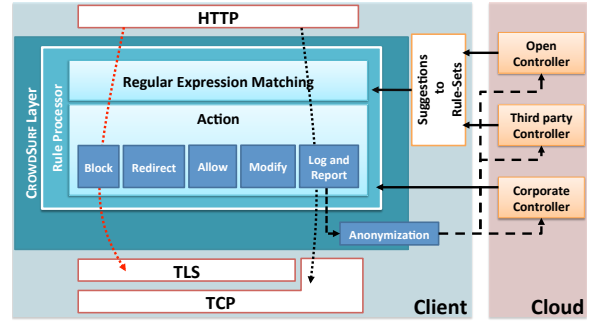 HTTP
CROWDSURF Layer
Rule Processor
Regular Expression Matching
Action
Block
Redirect
Allow
Modify
Log and
Report
Suggestions
to
Rule-Sets
Open
Controller
Third party
Controller
Corporate
Controller
Anonymization
TLS
TCP
Client
Cloud